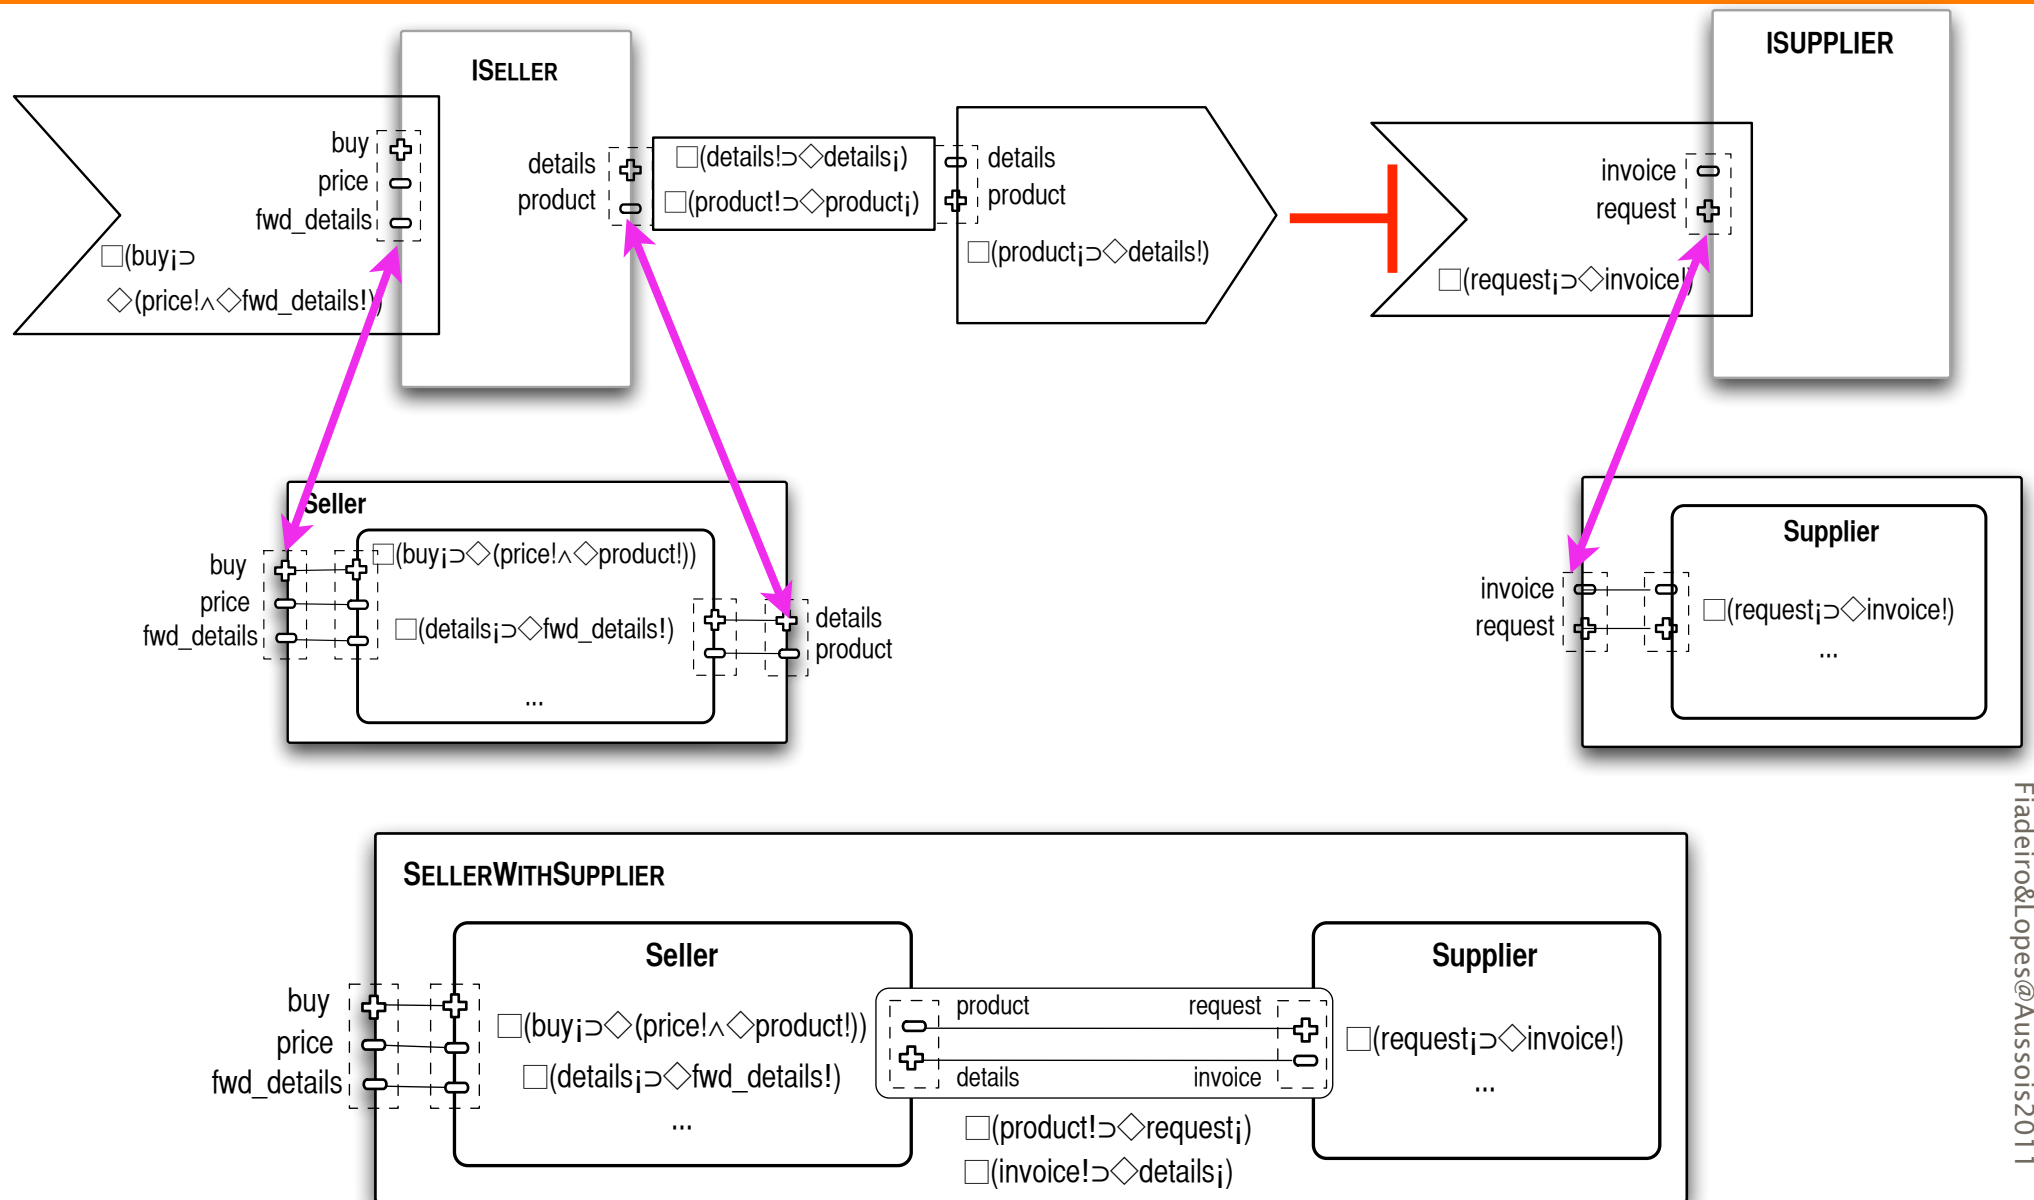 ISELLER
ISUPPLIER
buy
price
fwd_details
□(buy¡⊃
◇(price!∧◇fwd_details!))
details
product
□(details!⊃◇details¡)
□(product!⊃◇product¡)
details
product
□(product¡⊃◇details!)
invoice
request
□(request¡⊃◇invoice!)
Seller
buy
price
fwd_details
□(buy¡⊃◇(price!∧◇product!))
□(details¡⊃◇fwd_details!)
...
details
product
invoice
request
Supplier
□(request¡⊃◇invoice!)
...
SELLERWITHSUPPLIER
buy
price
fwd_details
Seller
□(buy¡⊃◇(price!∧◇product!))
□(details¡⊃◇fwd_details!)
...
product request
details invoice
□(product!⊃◇request¡)
□(invoice!⊃◇details¡)
Supplier
□(request¡⊃◇invoice!)
...
Fiadeiro&Lopes@Aussois2011